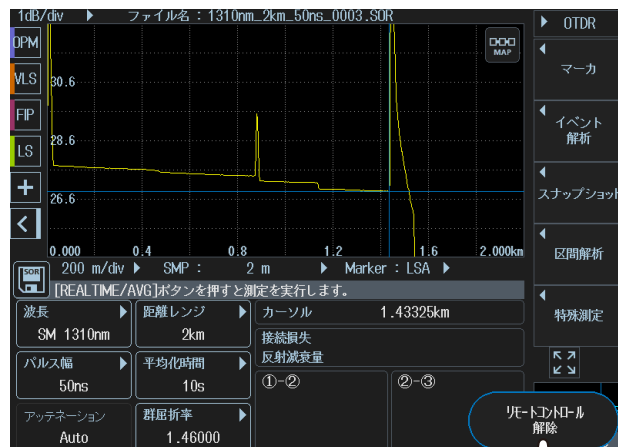 1dB/div ▶ ファイル名：1310nm_2km_50ns_0003.SOR
▶ OTDR
OPM
MAP
マーカ
VLS
30.6
FIP
イベント
解析
28.6
LS
+
スナップショット
26.6
<
区間解析
0.000 0.4 0.8 1.2 1.6 2.000km
SOR
200 m/div ▶ SMP : 2 m ▶ Marker : LSA ▶
[REALTIME/AVG]ボタンを押すと測定を実行します。
波長 ▶
SM 1310nm
距離レンジ ▶
2km
カーソル 1.43325km
接続損失
反射減衰量
特殊測定
パルス幅 ▶
50ns
平均化時間 ▶
10s
①-②
②-③
アッテネーション
Auto
群屈折率 ▶
1.46000
リモートコントロール
解除